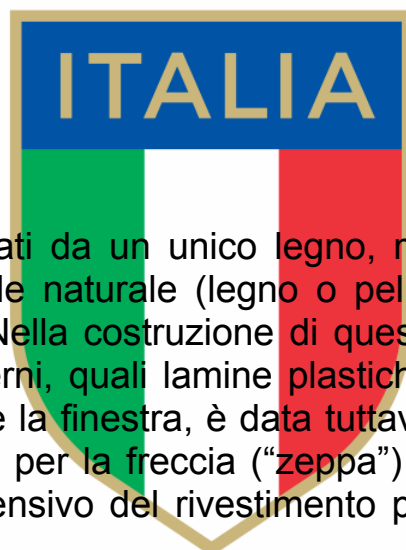 ITALIA
ati da un unico legno,
le naturale (legno o pel
Nella costruzione di ques
erni, quali lamine plastich
e la finestra, è data tuttav
per la freccia (“zeppa”)
ensivo del rivestimento p